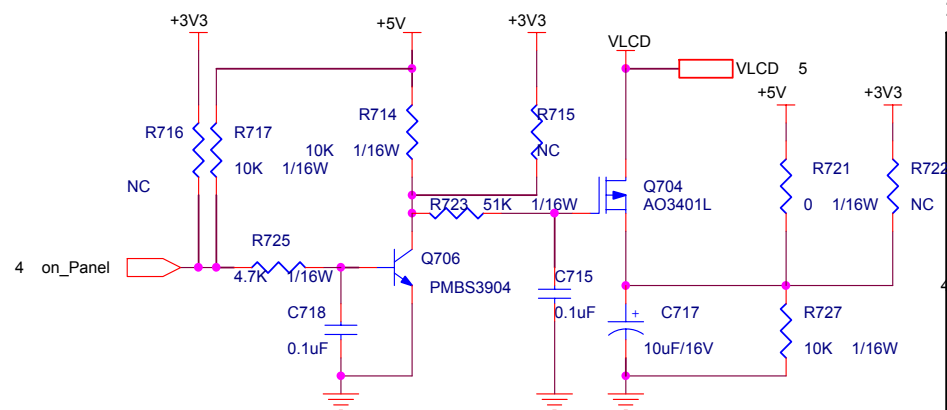 +3V3
+5V
+3V3
VLCD
VLCD 5
+5V
+3V3
R716
NC
R717
10K 1/16W
R714
10K 1/16W
R715
NC
R723 51K 1/16W
Q704
AO3401L
R721
0 1/16W
R722
NC
4 on_Panel
R725
4.7K 1/16W
Q706
PMBS3904
C718
0.1uF
C715
0.1uF
+
C717
10uF/16V
R727
10K 1/16W
4